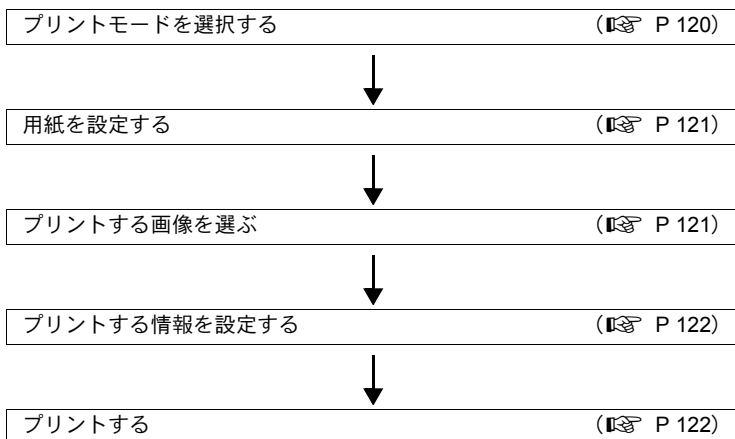 プリントモードを選択する （☞ P 120）
用紙を設定する （☞ P 121）
プリントする画像を選ぶ （☞ P 121）
プリントする情報を設定する （☞ P 122）
プリントする （☞ P 122）